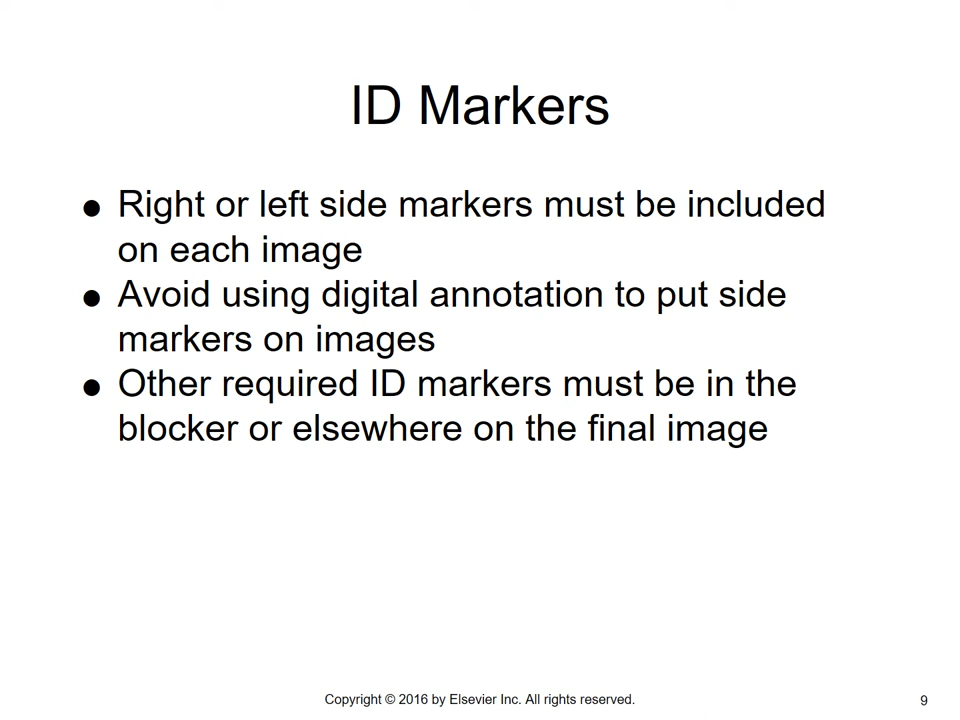 ID Markers
● Right or left side markers must be included
on each image
● Avoid using digital annotation to put side
markers on images
● Other required ID markers must be in the
blocker or elsewhere on the final image
Copyright © 2016 by Elsevier Inc. All rights reserved.
9